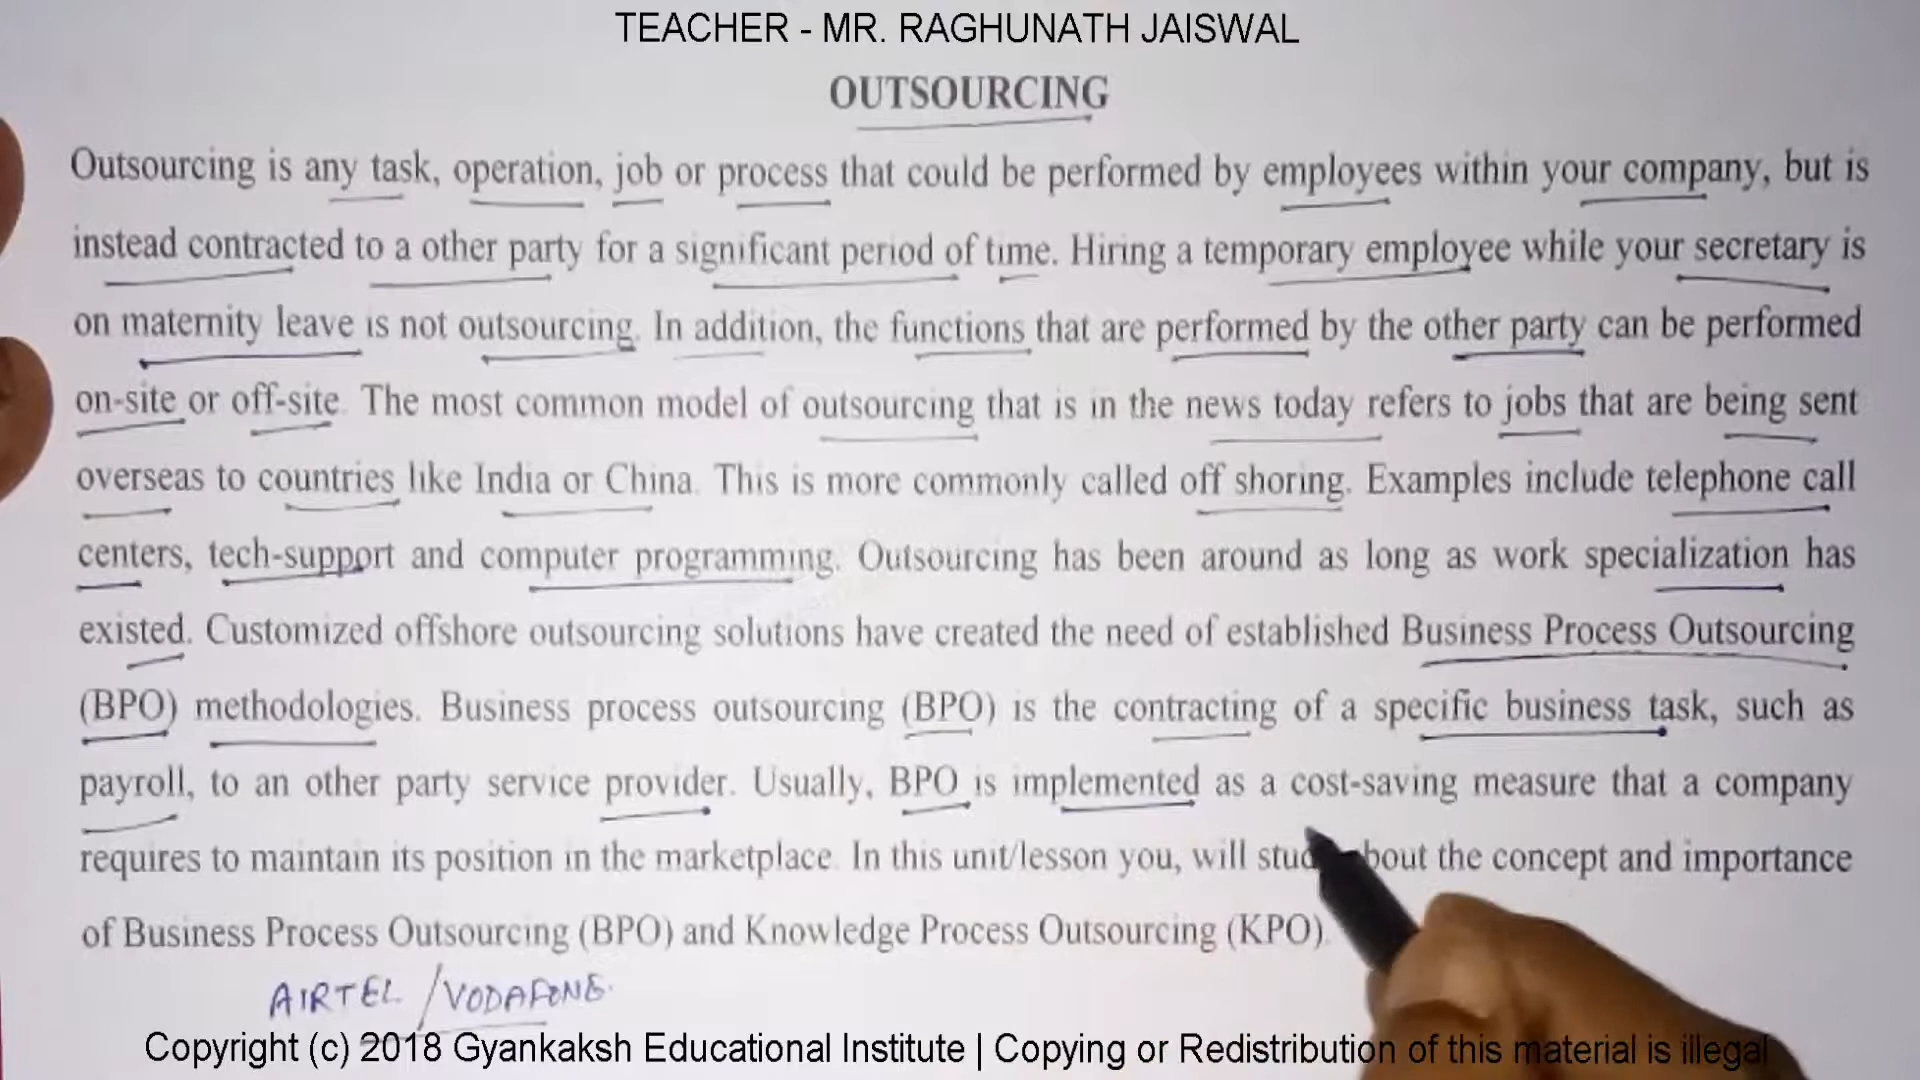 TEACHER - MR. RAGHUNATH JAISWAL
OUTSOURCING
Outsourcing is any task, operation, job or process that could be performed by employees within your company, but is
instead contracted to a other party for a significant period of time. Hiring a temporary employee while your secretary is
on maternity leave is not outsourcing. In addition, the functions that are performed by the other party can be performed
on-site or off-site. The most common model of outsourcing that is in the news today refers to jobs that are being sent
overseas to countries like India or China. This is more commonly called off shoring. Examples include telephone call
centers, tech-support and computer programming. Outsourcing has been around as long as work specialization has
existed. Customized offshore outsourcing solutions have created the need of established Business Process Outsourcing
(BPO) methodologies. Business process outsourcing (BPO) is the contracting of a specific business task, such as
payroll, to an other party service provider. Usually, BPO is implemented as a cost-saving measure that a company
requires to maintain its position in the marketplace. In this unit/lesson you, will the concept and importance
of Business Process Outsourcing (BPO) and Knowledge Process Outsourcing (KPO).
AIRTEL / VODAFONE.
Copyright (c) 2018 Gyankaksh Educational Institute | Copying or Redistribution of this material is illegal